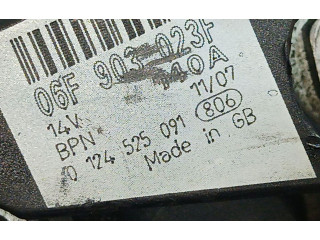 06F 903 023F
14V 140A
BPN 11/07
0 124 525 091 806
Made in GB